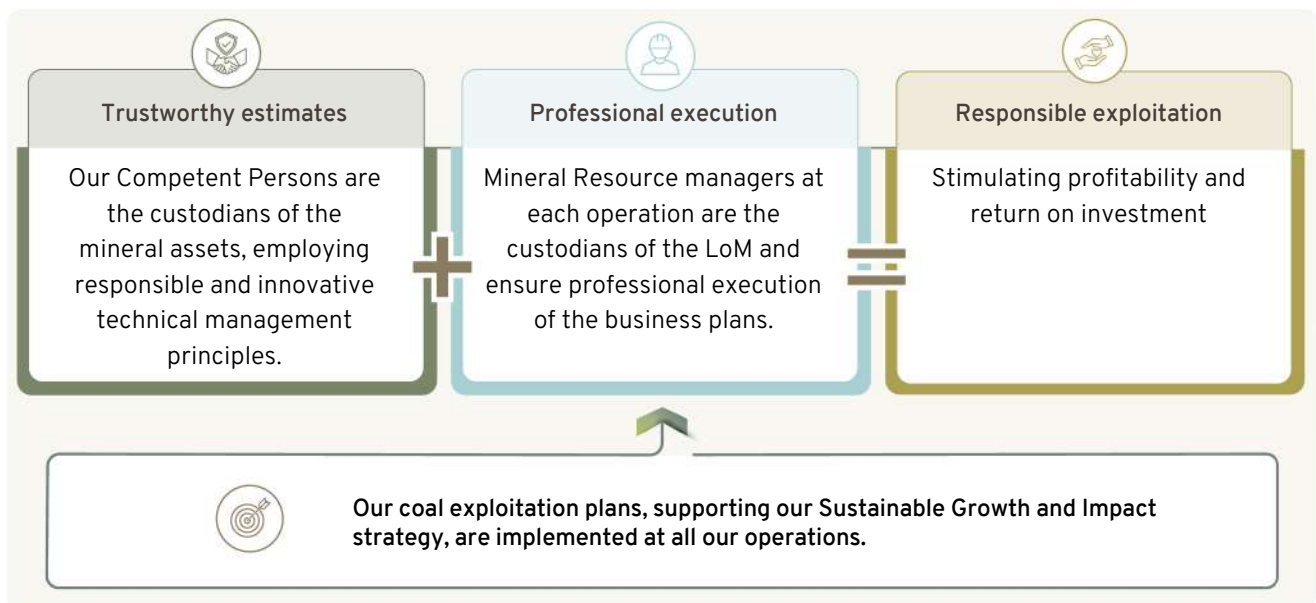 Trustworthy estimates
Our Competent Persons are
the custodians of the
mineral assets, employing
responsible and innovative
technical management
principles.
Professional execution
Mineral Resource managers at
each operation are the
custodians of the LoM and
ensure professional execution
of the business plans.
Responsible exploitation
Stimulating profitability and
return on investment
Our coal exploitation plans, supporting our Sustainable Growth and Impact
strategy, are implemented at all our operations.